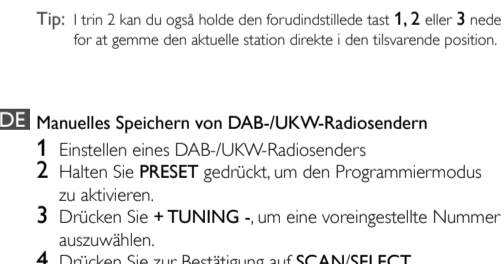 Tip: I trin 2 kan du også holde den forudindstillede tast 1, 2 eller 3 nede
for at gemme den aktuelle station direkte i den tilsvarende position.
DE Manuelles Speichern von DAB-/UKW-Radiosendern
1 Einstellen eines DAB-/UKW-Radiosenders
2 Halten Sie PRESET gedrückt, um den Programmiermodus
zu aktivieren.
3 Drücken Sie + TUNING -, um eine voreingestellte Nummer
auszuwählen.
4 Drücken Sie zur Bestätigung auf SCAN/SELECT